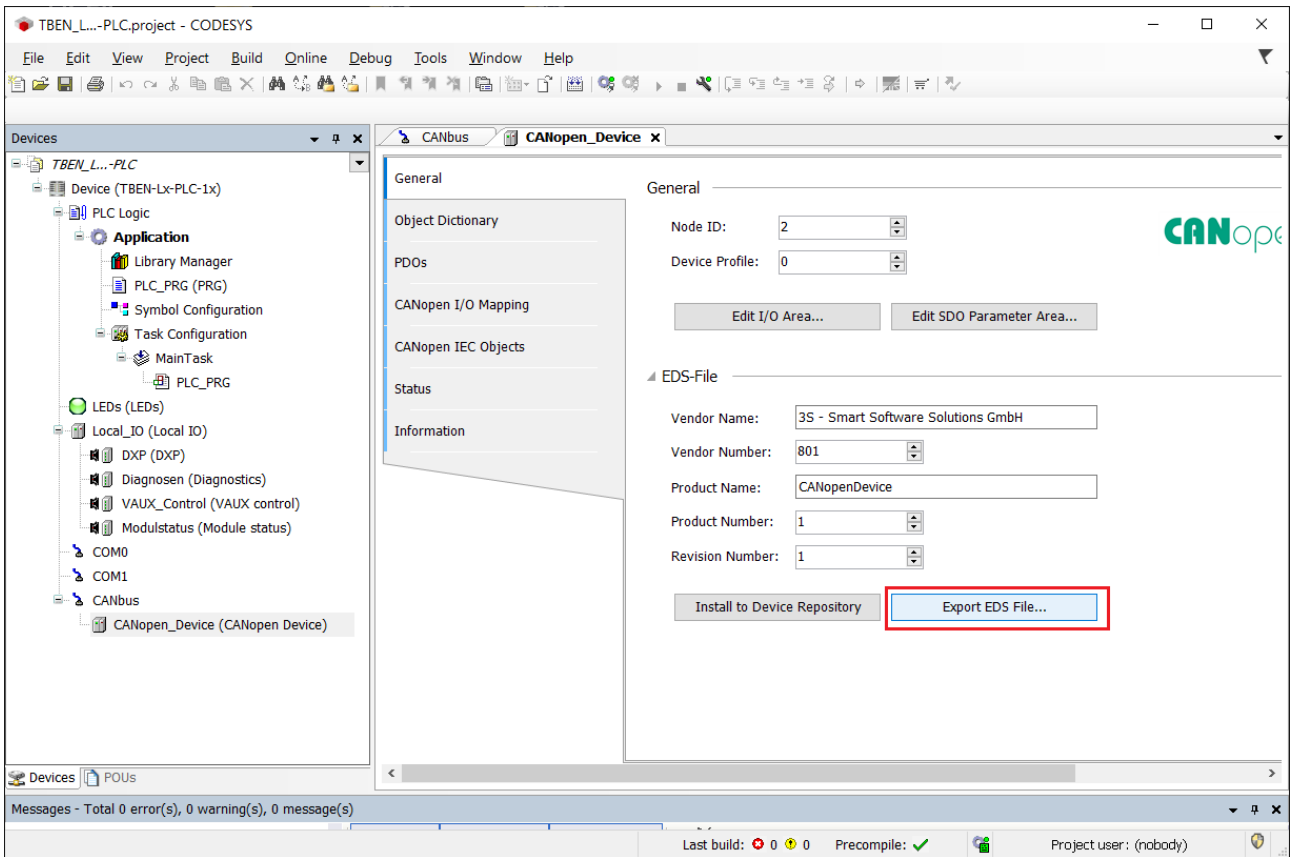 TBEN_L...-PLC.project - CODESYS
File Edit View Project Build Online Debug Tools Window Help
Devices
TBEN_L...-PLC
Device (TBEN-Lx-PLC-1x)
PLC Logic
Application
Library Manager
PLC_PRG (PRG)
Symbol Configuration
Task Configuration
MainTask
PLC_PRG
LEDs (LEDs)
Local_IO (Local IO)
DXP (DXP)
Diagnosen (Diagnostics)
VAUX_Control (VAUX control)
Modulstatus (Module status)
COM0
COM1
CANbus
CANopen_Device (CANopen Device)
Devices POUs
CANbus CANopen_Device
General
Object Dictionary
PDOs
CANopen I/O Mapping
CANopen IEC Objects
Status
Information
General
CANope
Node ID: 2
Device Profile: 0
Edit I/O Area... Edit SDO Parameter Area...
EDS-File
Vendor Name: 3S - Smart Software Solutions GmbH
Vendor Number: 801
Product Name: CANopenDevice
Product Number: 1
Revision Number: 1
Install to Device Repository Export EDS File...
Messages - Total 0 error(s), 0 warning(s), 0 message(s)
Last build: 0 0 Precompile: Project user: (nobody)